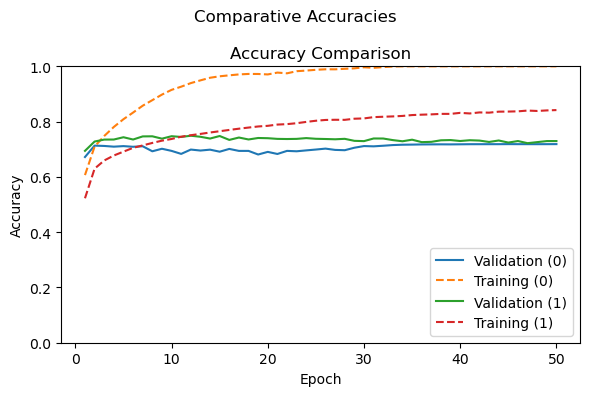 Comparative Accuracies
Accuracy Comparison
1.0
0.8
0.6
0.4
0.2
0.0
Accuracy
0
10
20
30
40
50
Epoch
Validation (0)
Training (0)
Validation (1)
Training (1)